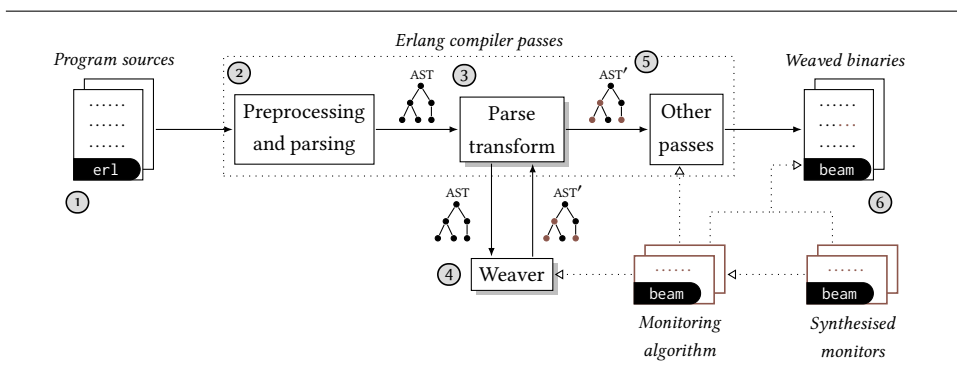 Erlang compiler passes
Program sources
Weaved binaries
1
2
3
4
5
6
erl
Preprocessing
and parsing
AST
Parse
transform
AST′
Other
passes
beam
AST
AST′
Weaver
beam
beam
Monitoring
algorithm
Synthesised
monitors